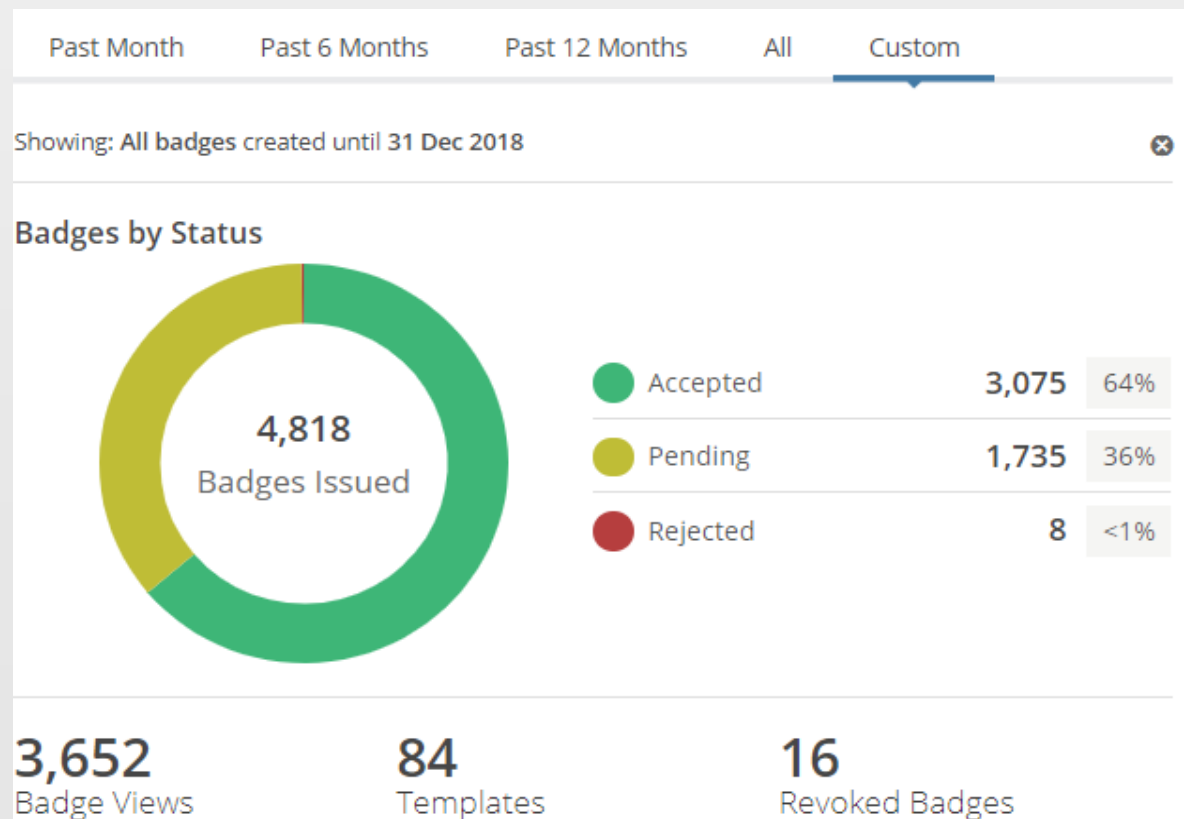 Past Month Past 6 Months Past 12 Months All Custom
Showing: All badges created until 31 Dec 2018
Badges by Status
4,818
Badges Issued
Accepted 3,075 64%
Pending 1,735 36%
Rejected 8 <1%
3,652 84 16
Badge Views Templates Revoked Badges